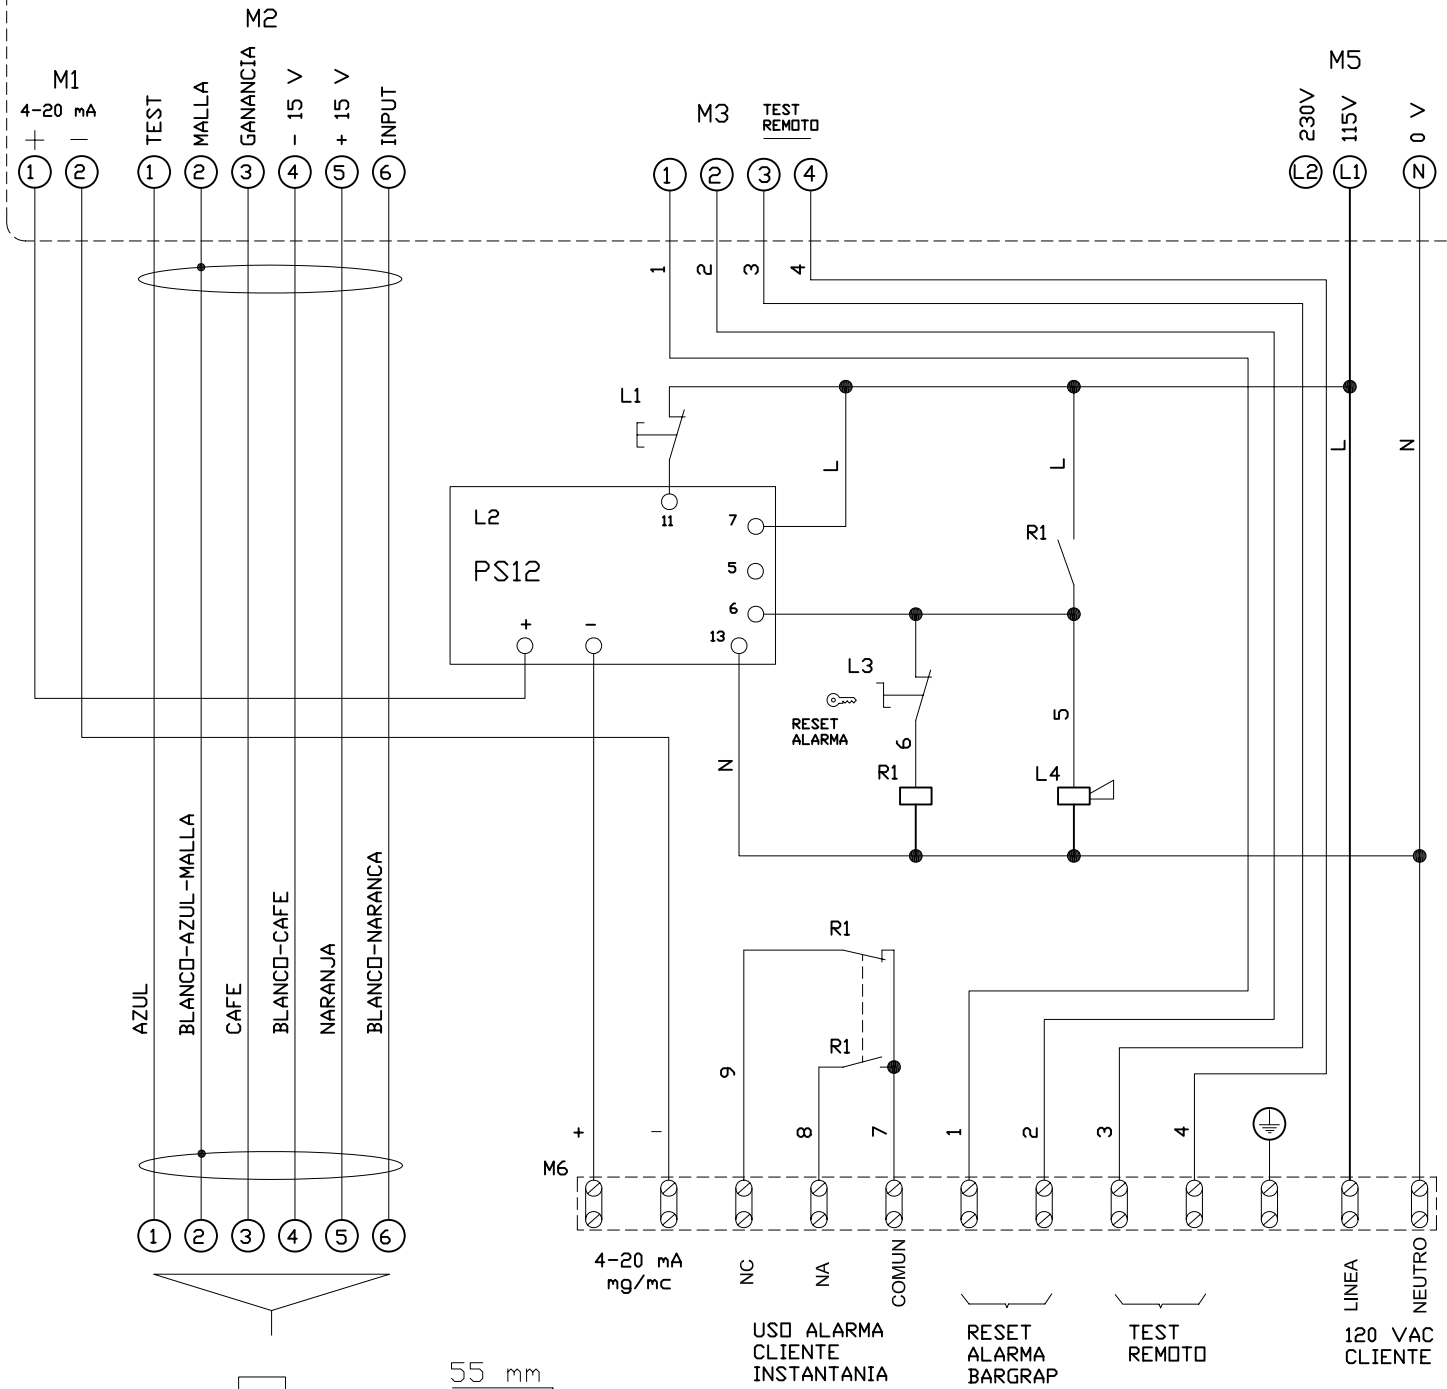 M2
M5
M1
4-20 mA
+
-
TEST
MALLA
GANANCIA
- 15 V
+ 15 V
INPUT
M3
TEST
REMOTO
230V
115V
0 V
1
2
1
2
3
4
5
6
1
2
3
4
L2
L1
N
1
2
3
4
L1
L
L
L
N
L2
11
7
PS12
5
R1
6
+
-
13
L3
RESET
ALARMA
6
5
N
R1
L4
AZUL
BLANCO-AZUL-MALLA
CAFE
BLANCO-CAFE
NARANJA
BLANCO-NARANCA
R1
R1
9
8
7
1
2
3
4
+
-
M6
1
2
3
4
5
6
4-20 mA
mg/mc
NC
NA
COMUN
LINEA
NEUTRO
USO ALARMA
CLIENTE
INSTANTANIA
RESET
ALARMA
BARGRAP
TEST
REMOTO
120 VAC
CLIENTE
55 mm